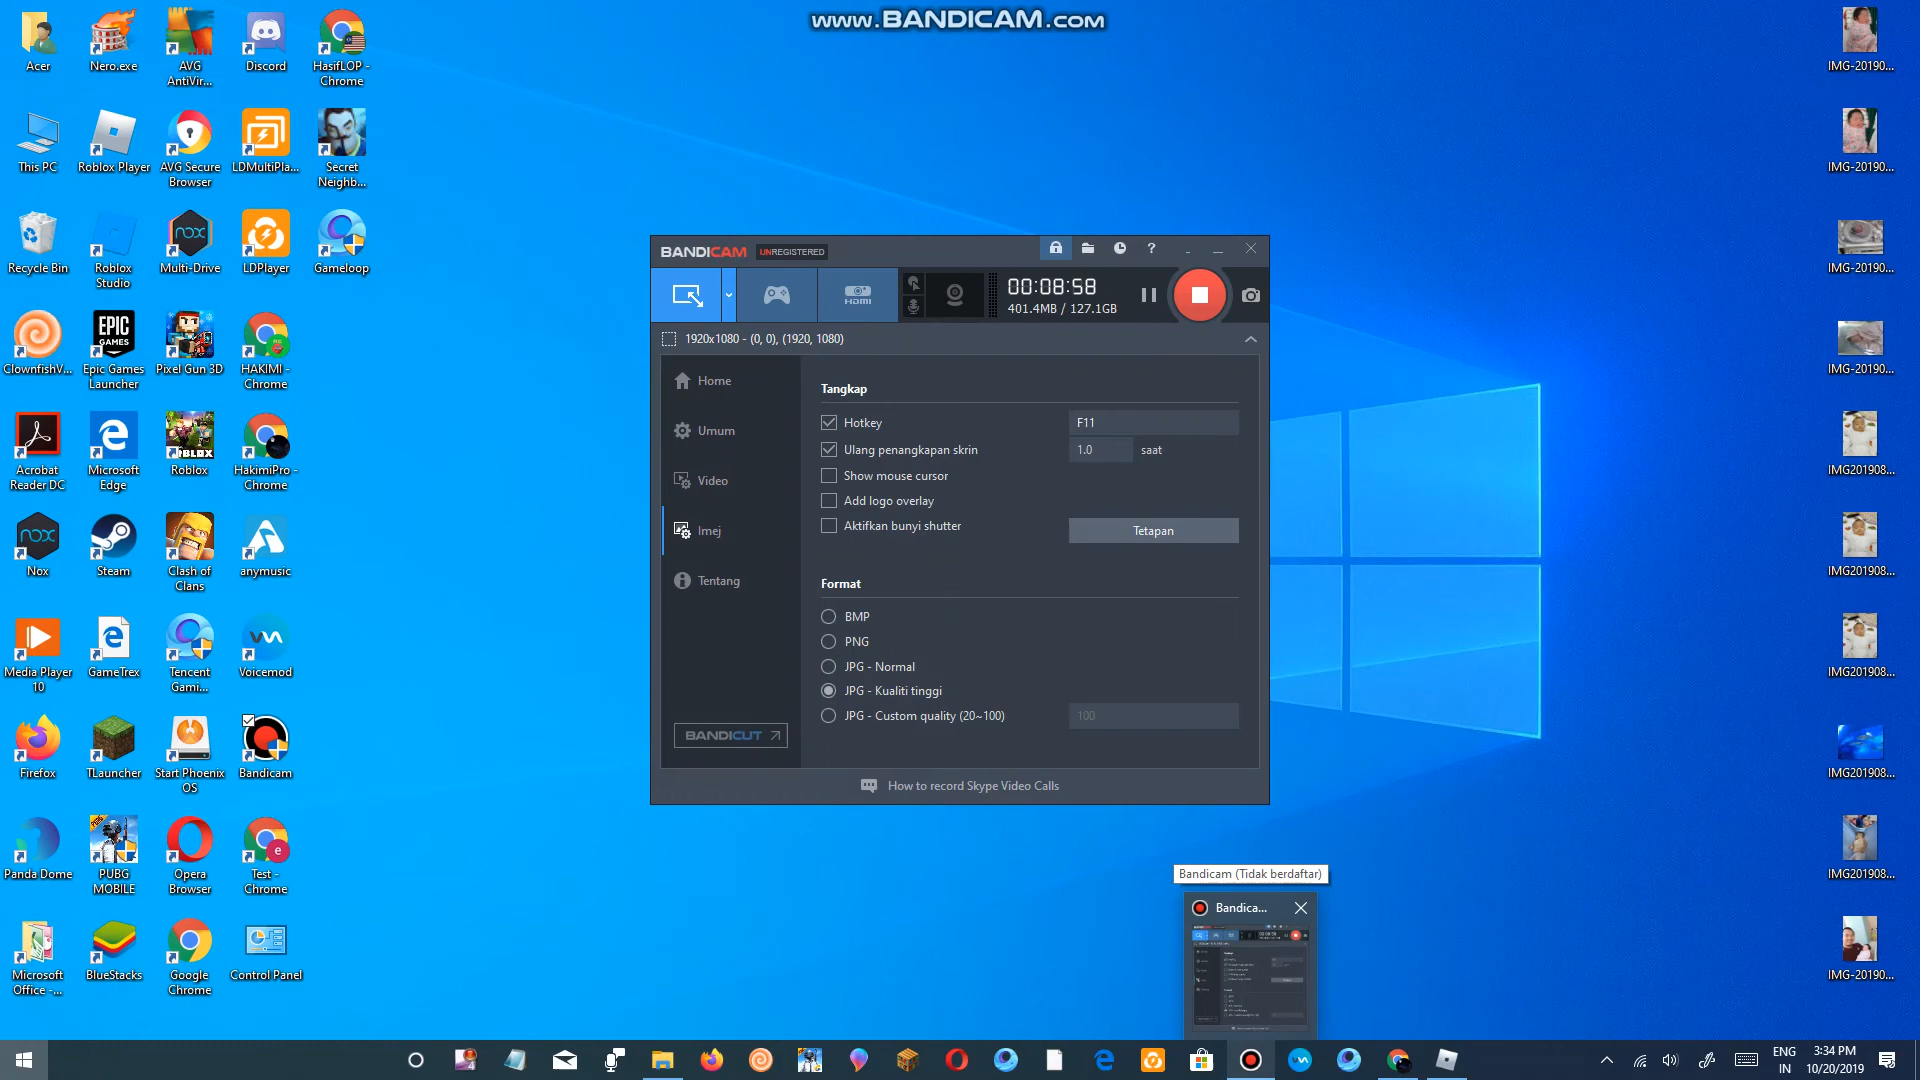 www.BANDICAM.com
Acer
Nero.exe
AVG
AntiVir...
Discord
HasifLOP -
Chrome
This PC
Roblox Player
AVG Secure
Browser
LDMultiPla...
Secret
Neighb...
Recycle Bin
Roblox
Studio
Multi-Drive
LDPlayer
Gameloop
ClownfishV...
Epic Games
Launcher
Pixel Gun 3D
HAKIMI -
Chrome
Acrobat
Reader DC
Microsoft
Edge
Roblox
HakimiPro -
Chrome
Nox
Steam
Clash of
Clans
anymusic
Media Player
10
GameTrex
Tencent
Gami...
Voicemod
Firefox
TLauncher
Start Phoenix
OS
Bandicam
Panda Dome
PUBG
MOBILE
Opera
Browser
Test -
Chrome
Microsoft
Office -...
BlueStacks
Google
Chrome
Control Panel
BANDICAM UNREGISTERED
HDMI
00:08:58
401.4MB / 127.1GB
1920x1080 - (0, 0), (1920, 1080)
Home
Umum
Video
Imej
Tentang
BANDICUT
Tangkap
Hotkey F11
Ulang penangkapan skrin 1.0 saat
Show mouse cursor
Add logo overlay
Aktifkan bunyi shutter
Tetapan
Format
BMP
PNG
JPG - Normal
JPG - Kualiti tinggi
JPG - Custom quality (20~100) 100
How to record Skype Video Calls
Bandicam (Tidak berdaftar)
Bandica...
IMG-20190...
IMG-20190...
IMG-20190...
IMG-20190...
IMG201908...
IMG201908...
IMG201908...
IMG201908...
IMG201908...
IMG-20190...
ENG
IN
3:34 PM
10/20/2019